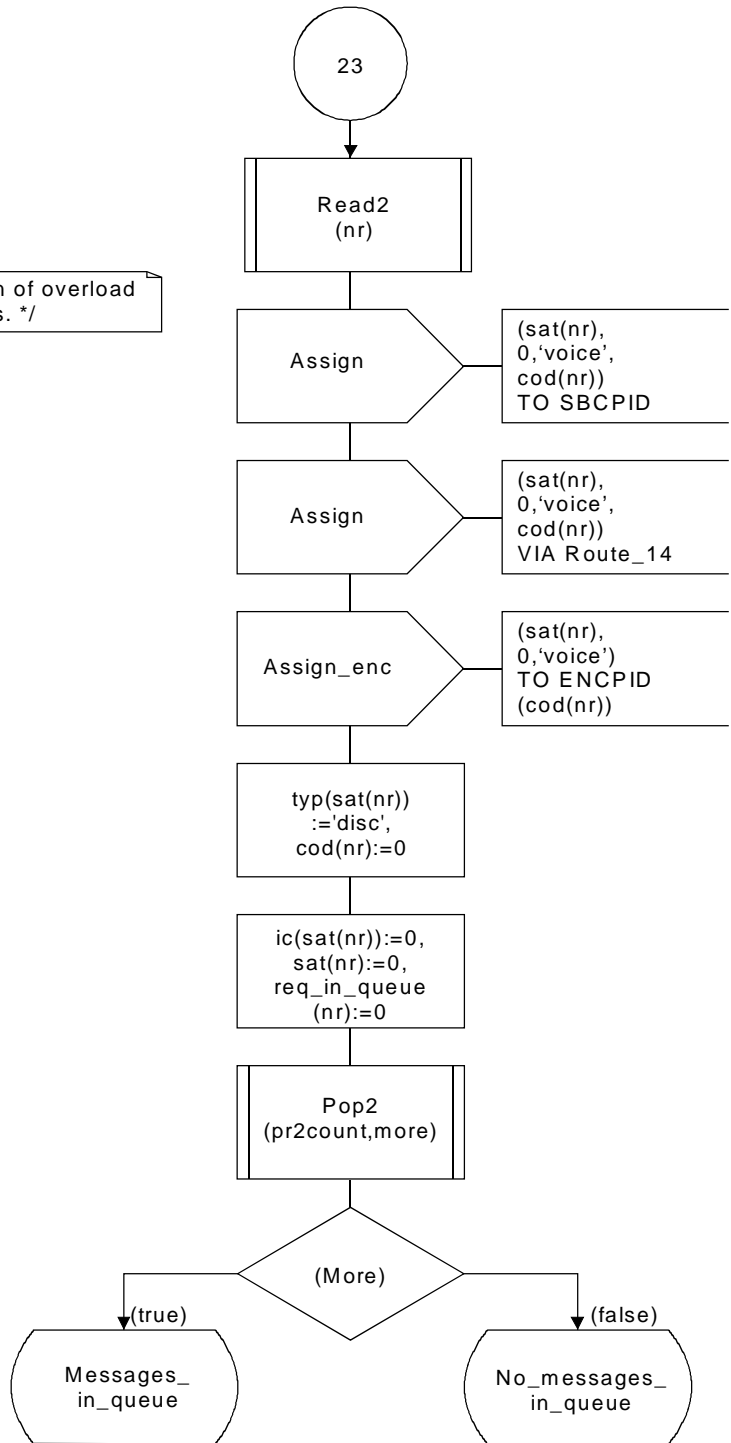 23
Read2
(nr)
n of overload
s. */
Assign
(sat(nr),
0,‘voice’,
cod(nr))
TO SBCPID
Assign
(sat(nr),
0,‘voice’,
cod(nr))
VIA Route_14
Assign_enc
(sat(nr),
0,‘voice’)
TO ENCPID
(cod(nr))
typ(sat(nr))
:='disc',
cod(nr):=0
ic(sat(nr)):=0,
sat(nr):=0,
req_in_queue
(nr):=0
Pop2
(pr2count,more)
(More)
(true)
(false)
Messages_
in_queue
No_messages_
in_queue